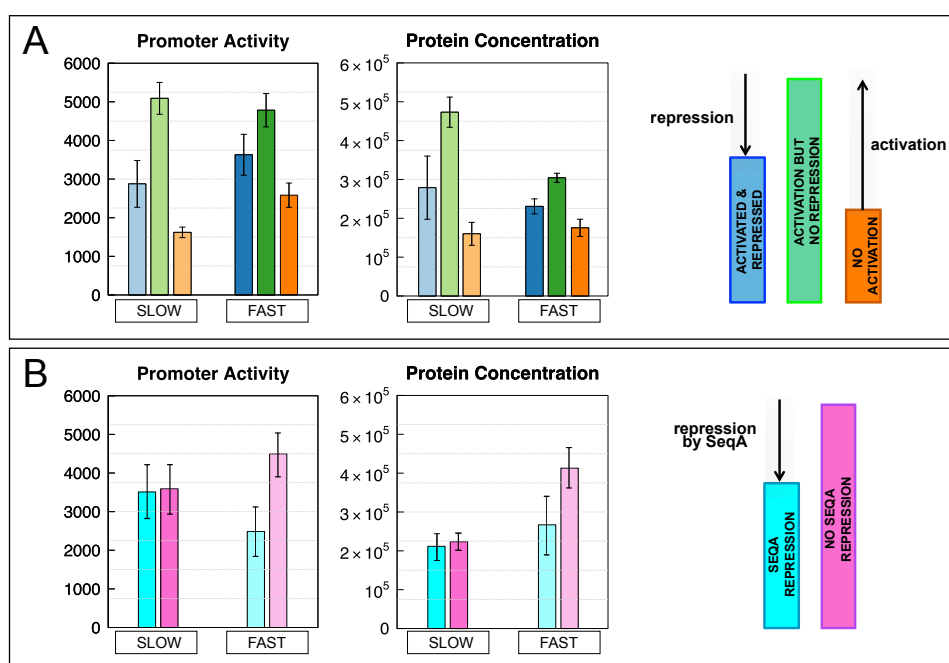 A
Promoter Activity
Protein Concentration
6000
5000
4000
3000
2000
1000
0
SLOW
FAST
6 × 10⁵
5 × 10⁵
4 × 10⁵
3 × 10⁵
2 × 10⁵
10⁵
0
SLOW
FAST
repression
activation
ACTIVATED &
REPRESSED
ACTIVATION BUT
NO REPRESSION
NO
ACTIVATION
B
Promoter Activity
Protein Concentration
6000
5000
4000
3000
2000
1000
0
SLOW
FAST
6 × 10⁵
5 × 10⁵
4 × 10⁵
3 × 10⁵
2 × 10⁵
10⁵
0
SLOW
FAST
repression
by SeqA
SEQA
REPRESSION
NO SEQA
REPRESSION